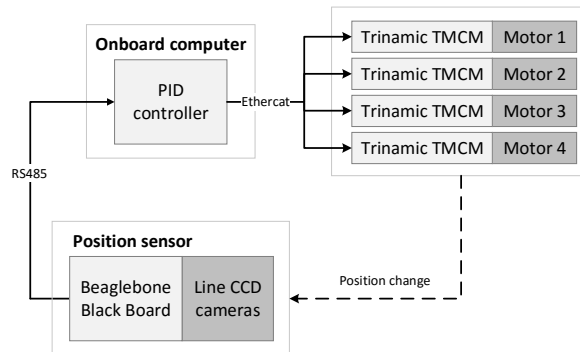 Onboard computer
PID
controller
Ethercat
Trinamic TMCM Motor 1
Trinamic TMCM Motor 2
Trinamic TMCM Motor 3
Trinamic TMCM Motor 4
RS485
Position sensor
Beaglebone
Black Board
Line CCD
cameras
Position change